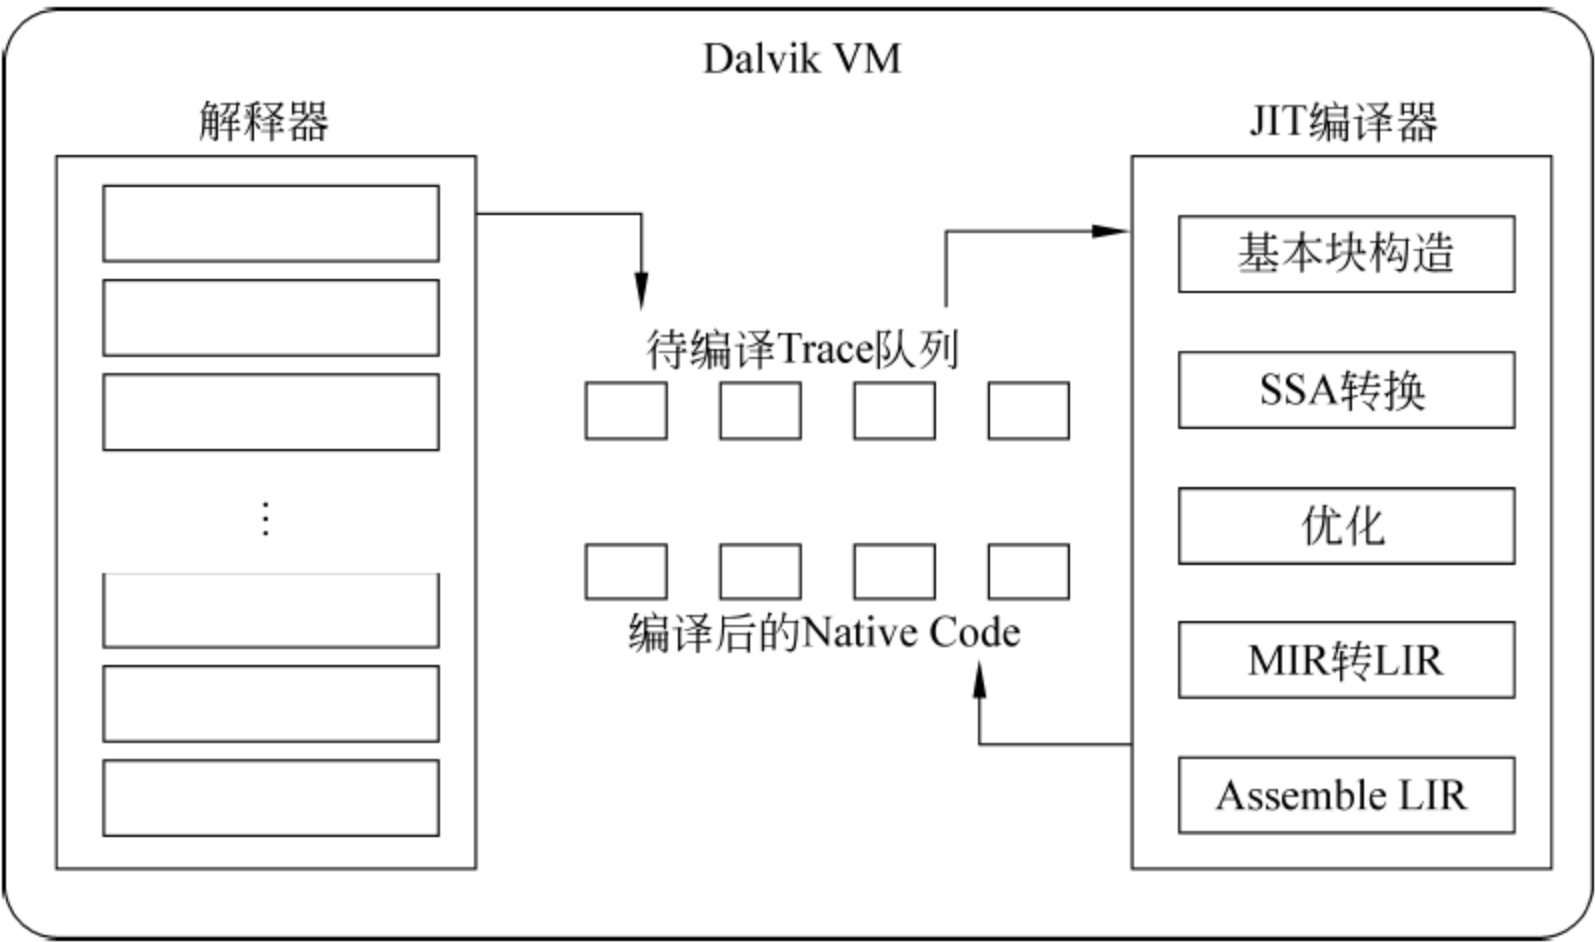 Dalvik VM
解释器
JIT编译器
待编译Trace队列
编译后的Native Code
基本块构造
SSA转换
优化
MIR转LIR
Assemble LIR